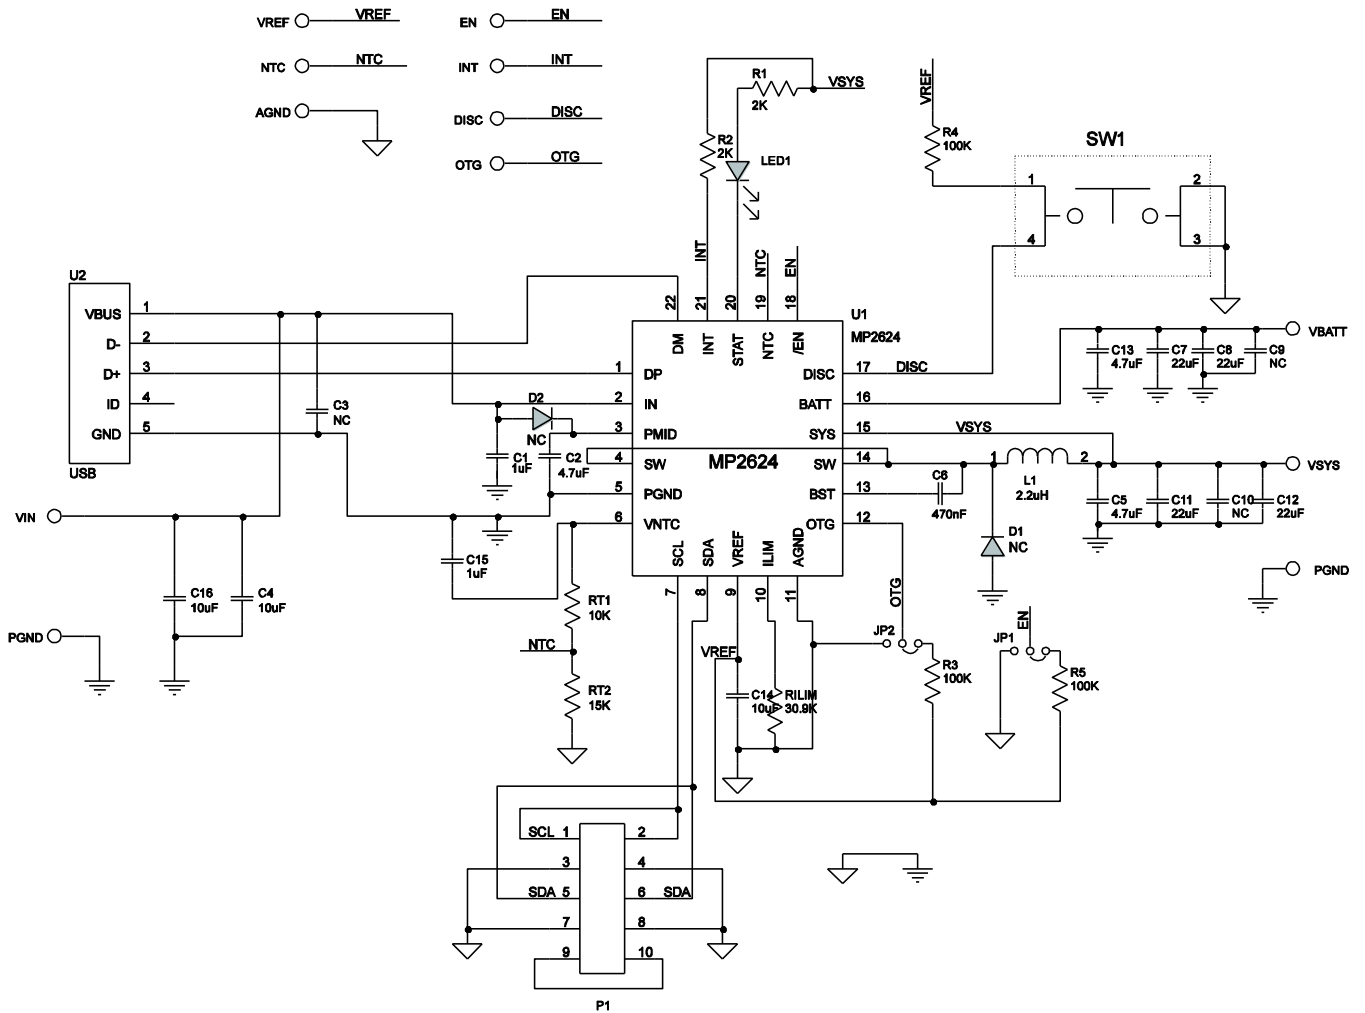 VREF VREF EN EN
NTC NTC INT INT
AGND DISC DISC
OTG OTG
R1
2K
VSYS
R2
2K
LED1
VREF
R4
100K
SW1
1 2
4 3
INT
NTC
EN
22 21 20 19 18
U1
MP2624
DM INT STAT NTC /EN
U2
VBUS 1
D- 2
D+ 3
ID 4
GND 5
USB
C3
NC
D2
NC
C1
1uF
C2
4.7uF
1 DP
2 IN
3 PMID
4 SW
5 PGND
6 VNTC
MP2624
DISC 17 DISC
BATT 16
SYS 15 VSYS
SW 14
BST 13
OTG 12
SCL SDA VREF ILIM AGND
7 8 9 10 11
C13
4.7uF
C7
22uF
C8
22uF
C9
NC
VBATT
1 2
L1
2.2uH
C6
470nF
D1
NC
C5
4.7uF
C11
22uF
C10
NC
C12
22uF
VSYS
PGND
VIN
C16
10uF
C4
10uF
PGND
C15
1uF
RT1
10K
NTC
RT2
15K
VREF
C14
10uF
RILIM
30.9K
OTG
JP2
R3
100K
EN
JP1
R5
100K
SCL 1 2
3 4
SDA 5 6 SDA
7 8
9 10
P1